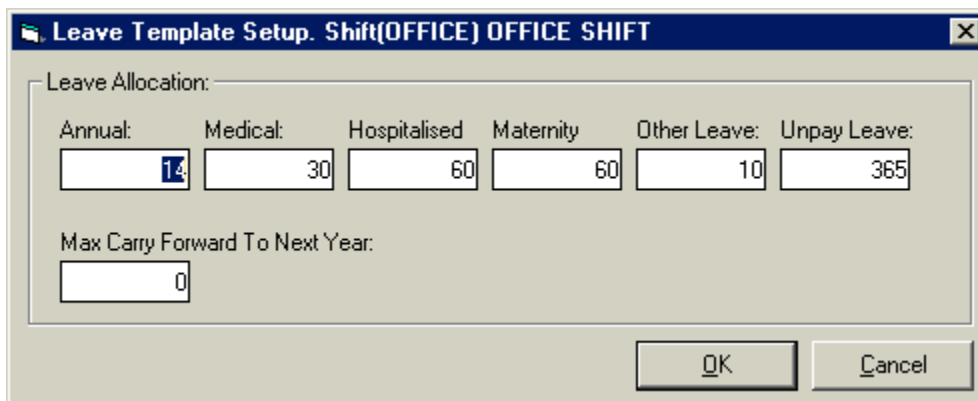 Leave Template Setup. Shift(OFFICE) OFFICE SHIFT
Leave Allocation:
Annual: Medical: Hospitalised Maternity Other Leave: Unpay Leave:
14 30 60 60 10 365
Max Carry Forward To Next Year:
0
OK Cancel